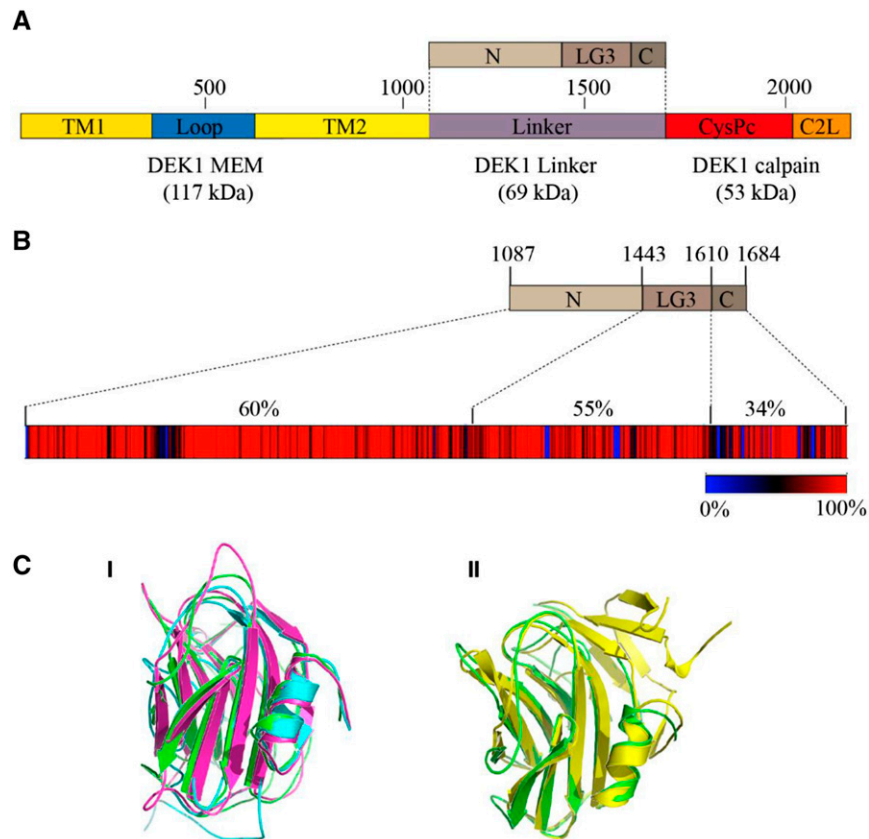 A
N LG3 C
500 1000 1500 2000
TM1 Loop TM2 Linker CysPc C2L
DEK1 MEM DEK1 Linker DEK1 calpain
(117 kDa) (69 kDa) (53 kDa)
B
1087 1443 1610 1684
N LG3 C
60% 55% 34%
0% 100%
C I II